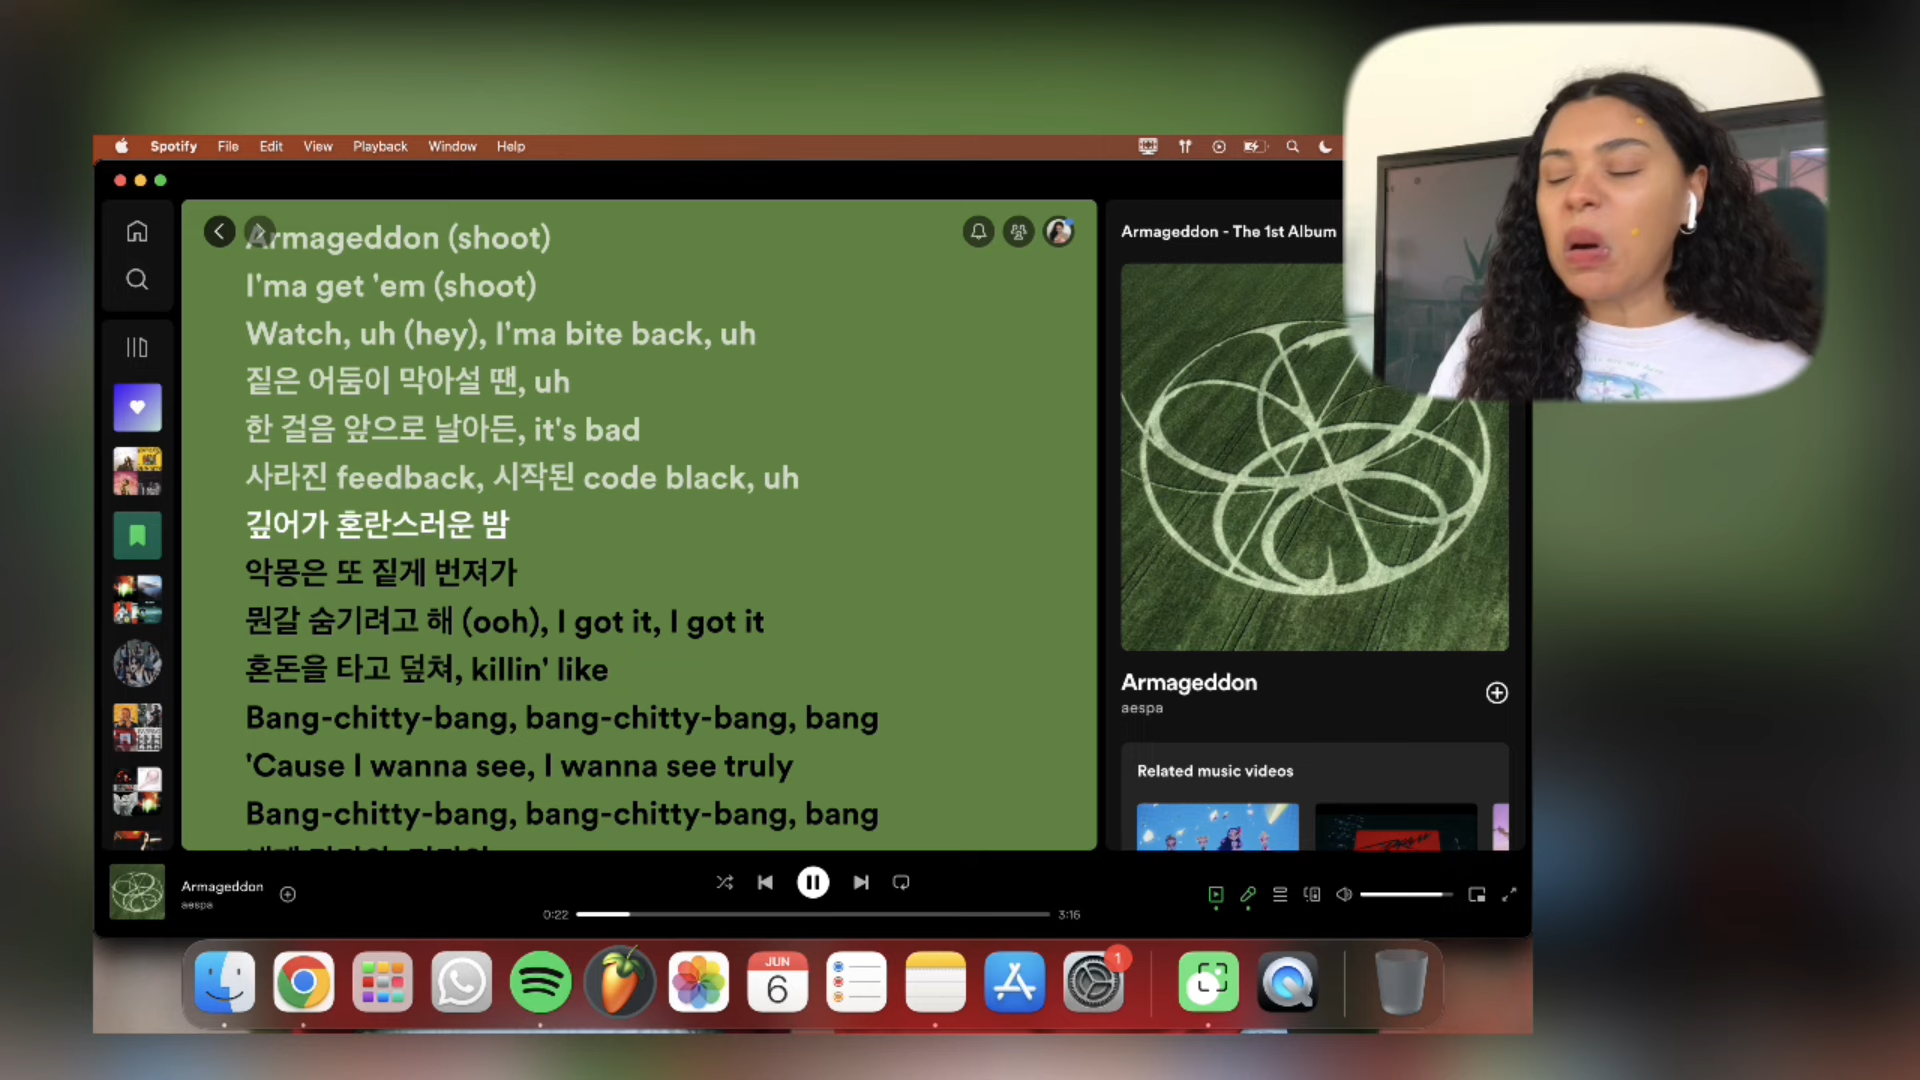 Spotify File Edit View Playback Window Help
Armageddon (shoot)
I'ma get 'em (shoot)
Watch, uh (hey), I'ma bite back, uh
짙은 어둠이 막아설 땐, uh
한 걸음 앞으로 날아든, it's bad
사라진 feedback, 시작된 code black, uh
깊어가 혼란스러운 밤
악몽은 또 짙게 번져가
뭔갈 숨기려고 해 (ooh), I got it, I got it
혼돈을 타고 덮쳐, killin' like
Bang-chitty-bang, bang-chitty-bang, bang
'Cause I wanna see, I wanna see truly
Bang-chitty-bang, bang-chitty-bang, bang
Armageddon - The 1st Album
Armageddon
aespa
Related music videos
Armageddon
aespa
0:22
3:16
JUN
6
1